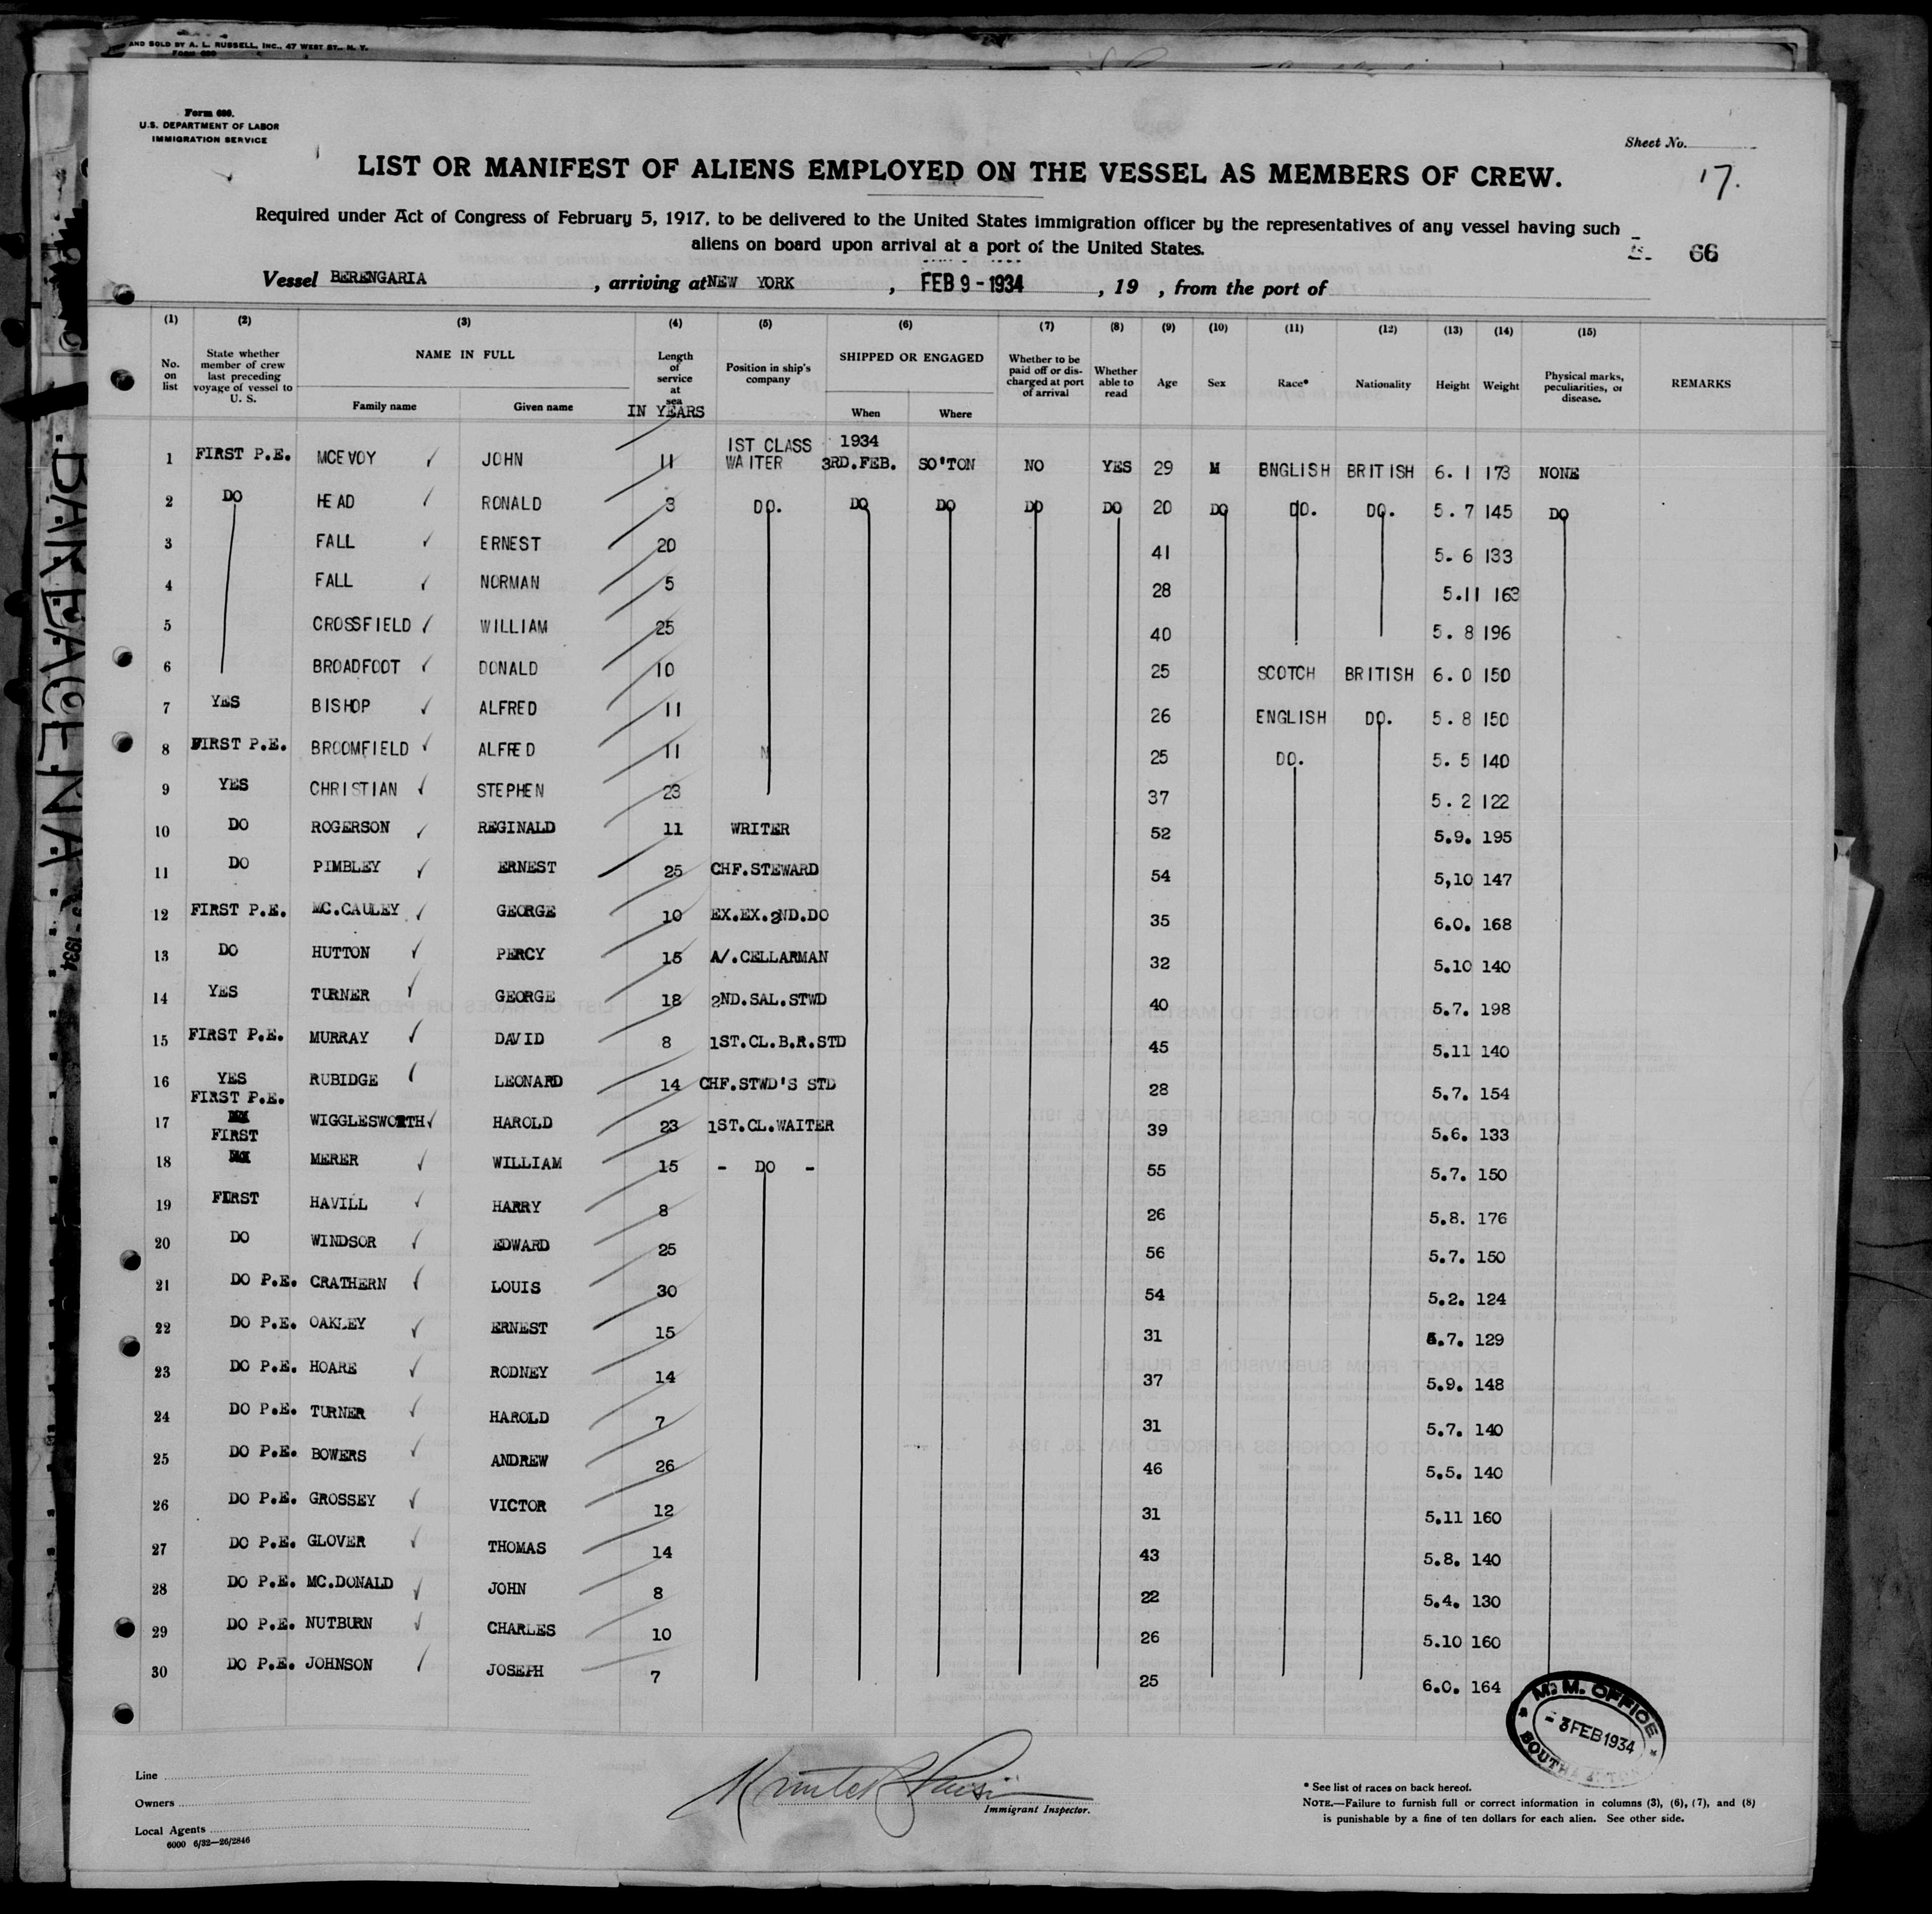 AND SOLD BY A. L. RUSSELL, INC., 47 WEST ST., N. Y.
Form 680
Form 680.
U.S. DEPARTMENT OF LABOR
IMMIGRATION SERVICE
Sheet No.
17.
LIST OR MANIFEST OF ALIENS EMPLOYED ON THE VESSEL AS MEMBERS OF CREW.
Required under Act of Congress of February 5, 1917, to be delivered to the United States immigration officer by the representatives of any vessel having such
aliens on board upon arrival at a port of the United States.
66
Vessel BERENGARIA, arriving at NEW YORK, FEB 9 - 1934, 19 , from the port of
(1) (2) (3) (4) (5) (6) (7) (8) (9) (10) (11) (12) (13) (14) (15)
No. on list State whether member of crew last preceding voyage of vessel to U. S. NAME IN FULL Family name Given name Length of service at sea IN YEARS Position in ship's company SHIPPED OR ENGAGED When Where Whether to be paid off or discharged at port of arrival Whether able to read Age Sex Race* Nationality Height Weight Physical marks, peculiarities, or disease. REMARKS
1 FIRST P.E. MCEVOY JOHN 11 1ST CLASS WAITER 1934 3RD.FEB. SO'TON NO YES 29 M ENGLISH BRITISH 6. 1 173 NONE
2 DO HEAD RONALD 3 DO. DO DO DO DO 20 DO DO. DO. 5. 7 145 DO
3 FALL ERNEST 20 41 5. 6 133
4 FALL NORMAN 5 28 5.11 163
5 CROSSFIELD WILLIAM 25 40 5. 8 196
6 BROADFOOT DONALD 10 25 SCOTCH BRITISH 6. 0 150
7 YES BISHOP ALFRED 11 26 ENGLISH DO. 5. 8 150
8 FIRST P.E. BROOMFIELD ALFRED 11 25 DO. 5. 5 140
9 YES CHRISTIAN STEPHEN 23 37 5. 2 122
10 DO ROGERSON REGINALD 11 WRITER 52 5.9. 195
11 DO PIMBLEY ERNEST 25 CHF.STEWARD 54 5,10 147
12 FIRST P.E. MC.CAULEY GEORGE 10 EX.EX.2ND.DO 35 6.0. 168
13 DO HUTTON PERCY 15 A/.CELLARMAN 32 5.10 140
14 YES TURNER GEORGE 18 2ND.SAL.STWD 40 5.7. 198
15 FIRST P.E. MURRAY DAVID 8 1ST.CL.B.R.STD 45 5.11 140
16 YES RUBIDGE LEONARD 14 CHF.STWD'S STD 28 5.7. 154
17 FIRST P.E. WIGGLESWORTH HAROLD 23 1ST.CL.WAITER 39 5.6. 133
18 FIRST MERER WILLIAM 15 - DO - 55 5.7. 150
19 FIRST HAVILL HARRY 8 26 5.8. 176
20 DO WINDSOR EDWARD 25 56 5.7. 150
21 DO P.E. CRATHERN LOUIS 30 54 5.2. 124
22 DO P.E. OAKLEY ERNEST 15 31 5.7. 129
23 DO P.E. HOARE RODNEY 14 37 5.9. 148
24 DO P.E. TURNER HAROLD 7 31 5.7. 140
25 DO P.E. BOWERS ANDREW 26 46 5.5. 140
26 DO P.E. GROSSEY VICTOR 12 31 5.11 160
27 DO P.E. GLOVER THOMAS 14 43 5.8. 140
28 DO P.E. MC.DONALD JOHN 8 22 5.4. 130
29 DO P.E. NUTBURN CHARLES 10 26 5.10 160
30 DO P.E. JOHNSON JOSEPH 7 25 6.0. 164
M. M. OFFICE
- 3 FEB 1934
SOUTHAMPTON
Line
Owners
Local Agents
6000 6/32—26/2846
Immigrant Inspector.
* See list of races on back hereof.
NOTE.—Failure to furnish full or correct information in columns (3), (6), (7), and (8)
is punishable by a fine of ten dollars for each alien. See other side.